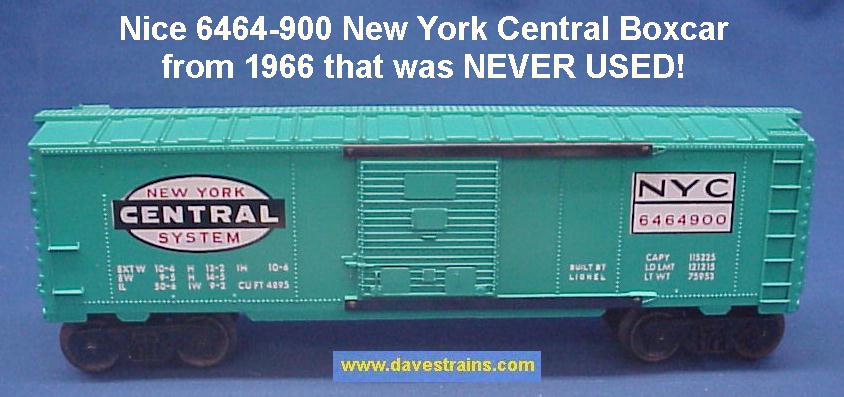 Nice 6464-900 New York Central Boxcar
from 1966 that was NEVER USED!
NEW YORK
CENTRAL
SYSTEM
NYC
6464900
EXT W 10-4 H 12-2 IH 10-6
EW 9-5 H 14-5
IL 50-6 IW 9-2 CU FT 4895
BUILT BY
LIONEL
CAPY 115225
LD LMT 121215
LT WT 75953
www.davestrains.com